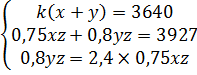 k(x + y) = 3640
0,75xz + 0,8yz = 3927
0,8yz = 2,4 × 0,75xz